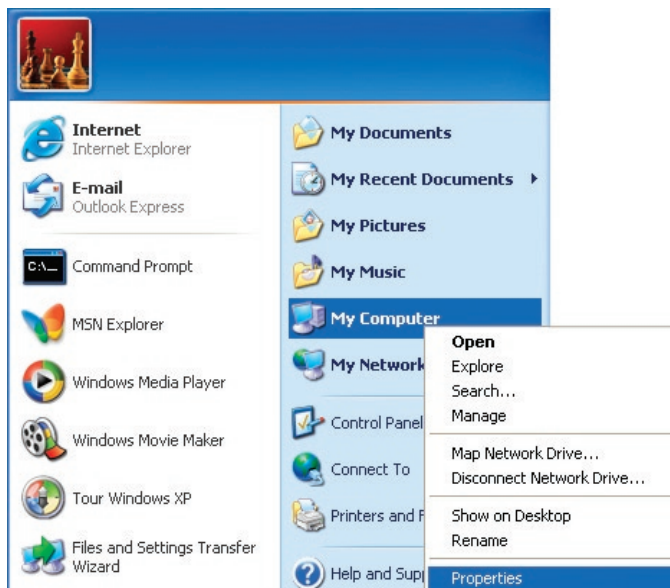 Internet
Internet Explorer
E-mail
Outlook Express
C:\_
Command Prompt
MSN Explorer
Windows Media Player
Windows Movie Maker
Tour Windows XP
Files and Settings Transfer
Wizard
My Documents
My Recent Documents
My Pictures
My Music
My Computer
My Network
Control Panel
Connect To
Printers and F
Help and Sup
Open
Explore
Search...
Manage
Map Network Drive...
Disconnect Network Drive...
Show on Desktop
Rename
Properties